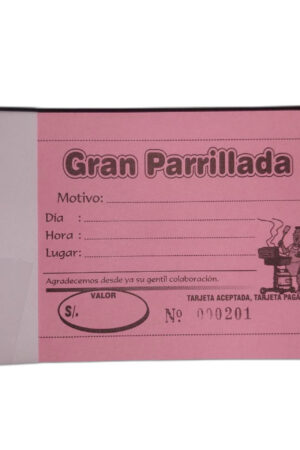 Gran Parrillada
Motivo:
Día :
Hora :
Lugar:
Agradecemos desde ya su gentil colaboración.
VALOR
S/.
TARJETA ACEPTADA, TARJETA PAGA
Nº 000201